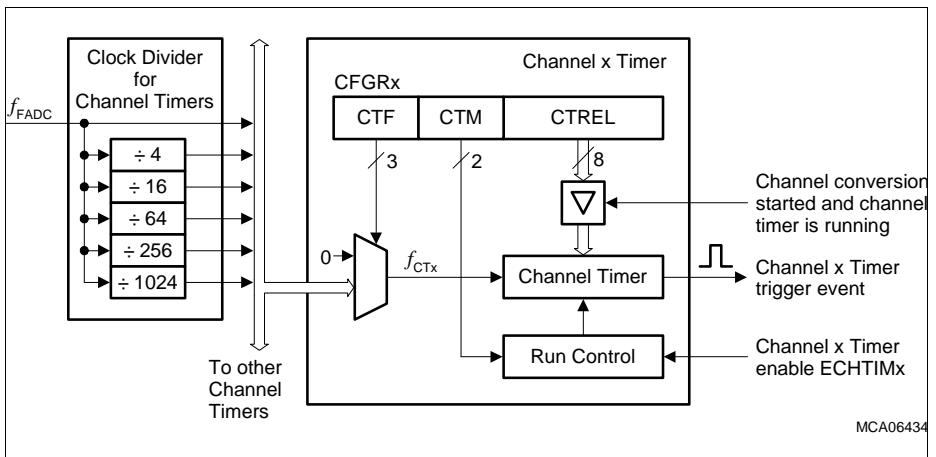 Clock Divider
for
Channel Timers
fFADC
÷ 4
÷ 16
÷ 64
÷ 256
÷ 1024
To other
Channel
Timers
Channel x Timer
CFGRx
CTF
CTM
CTREL
3
2
8
0
fCTx
Channel Timer
Run Control
Channel conversion
started and channel
timer is running
Channel x Timer
trigger event
Channel x Timer
enable ECHTIMx
MCA06434